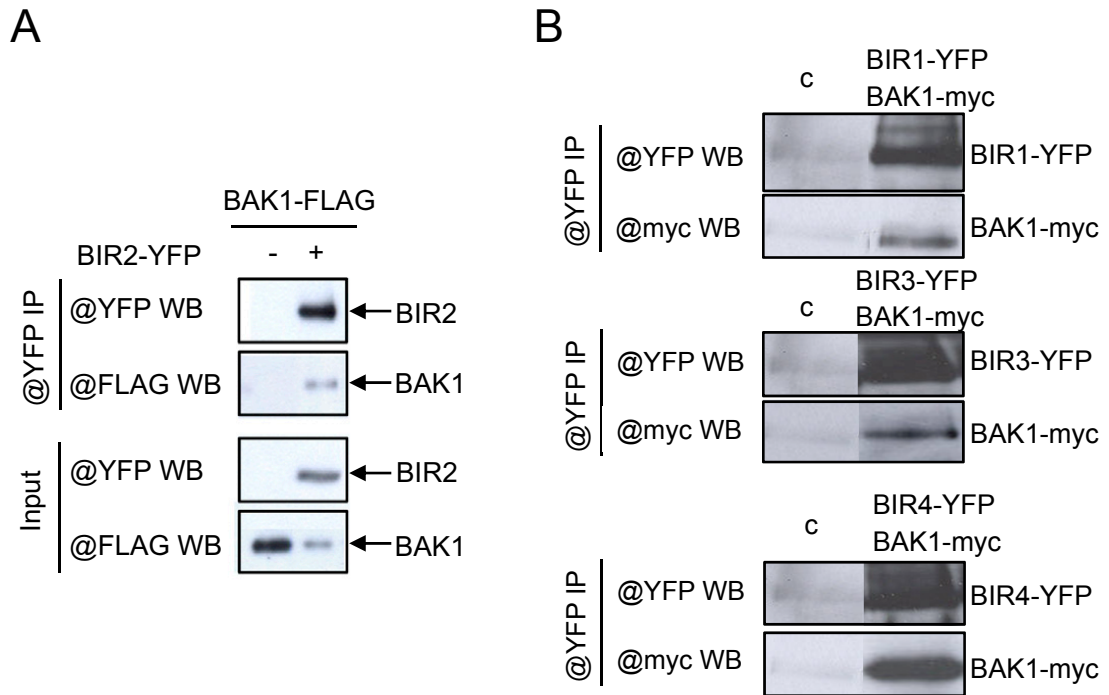 A
BAK1-FLAG
BIR2-YFP - +
@YFP IP
@YFP WB BIR2
@FLAG WB BAK1
Input
@YFP WB BIR2
@FLAG WB BAK1
B
c BIR1-YFP
BAK1-myc
@YFP IP
@YFP WB BIR1-YFP
@myc WB BAK1-myc
c BIR3-YFP
BAK1-myc
@YFP IP
@YFP WB BIR3-YFP
@myc WB BAK1-myc
c BIR4-YFP
BAK1-myc
@YFP IP
@YFP WB BIR4-YFP
@myc WB BAK1-myc